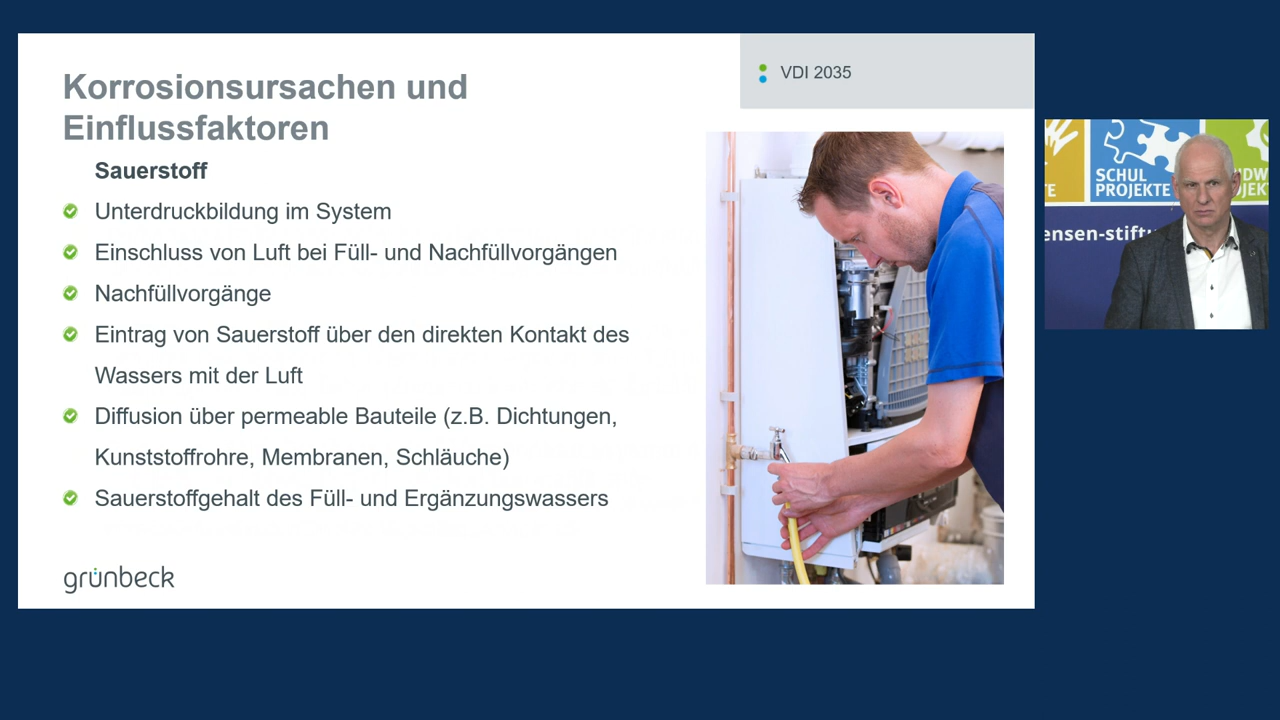 Korrosionsursachen und
Einflussfaktoren
VDI 2035
Sauerstoff
Unterdruckbildung im System
Einschluss von Luft bei Füll- und Nachfüllvorgängen
Nachfüllvorgänge
Eintrag von Sauerstoff über den direkten Kontakt des
Wassers mit der Luft
Diffusion über permeable Bauteile (z.B. Dichtungen,
Kunststoffrohre, Membranen, Schläuche)
Sauerstoffgehalt des Füll- und Ergänzungswassers
grünbeck
SCHUL
PROJEKTE
ensen-stift